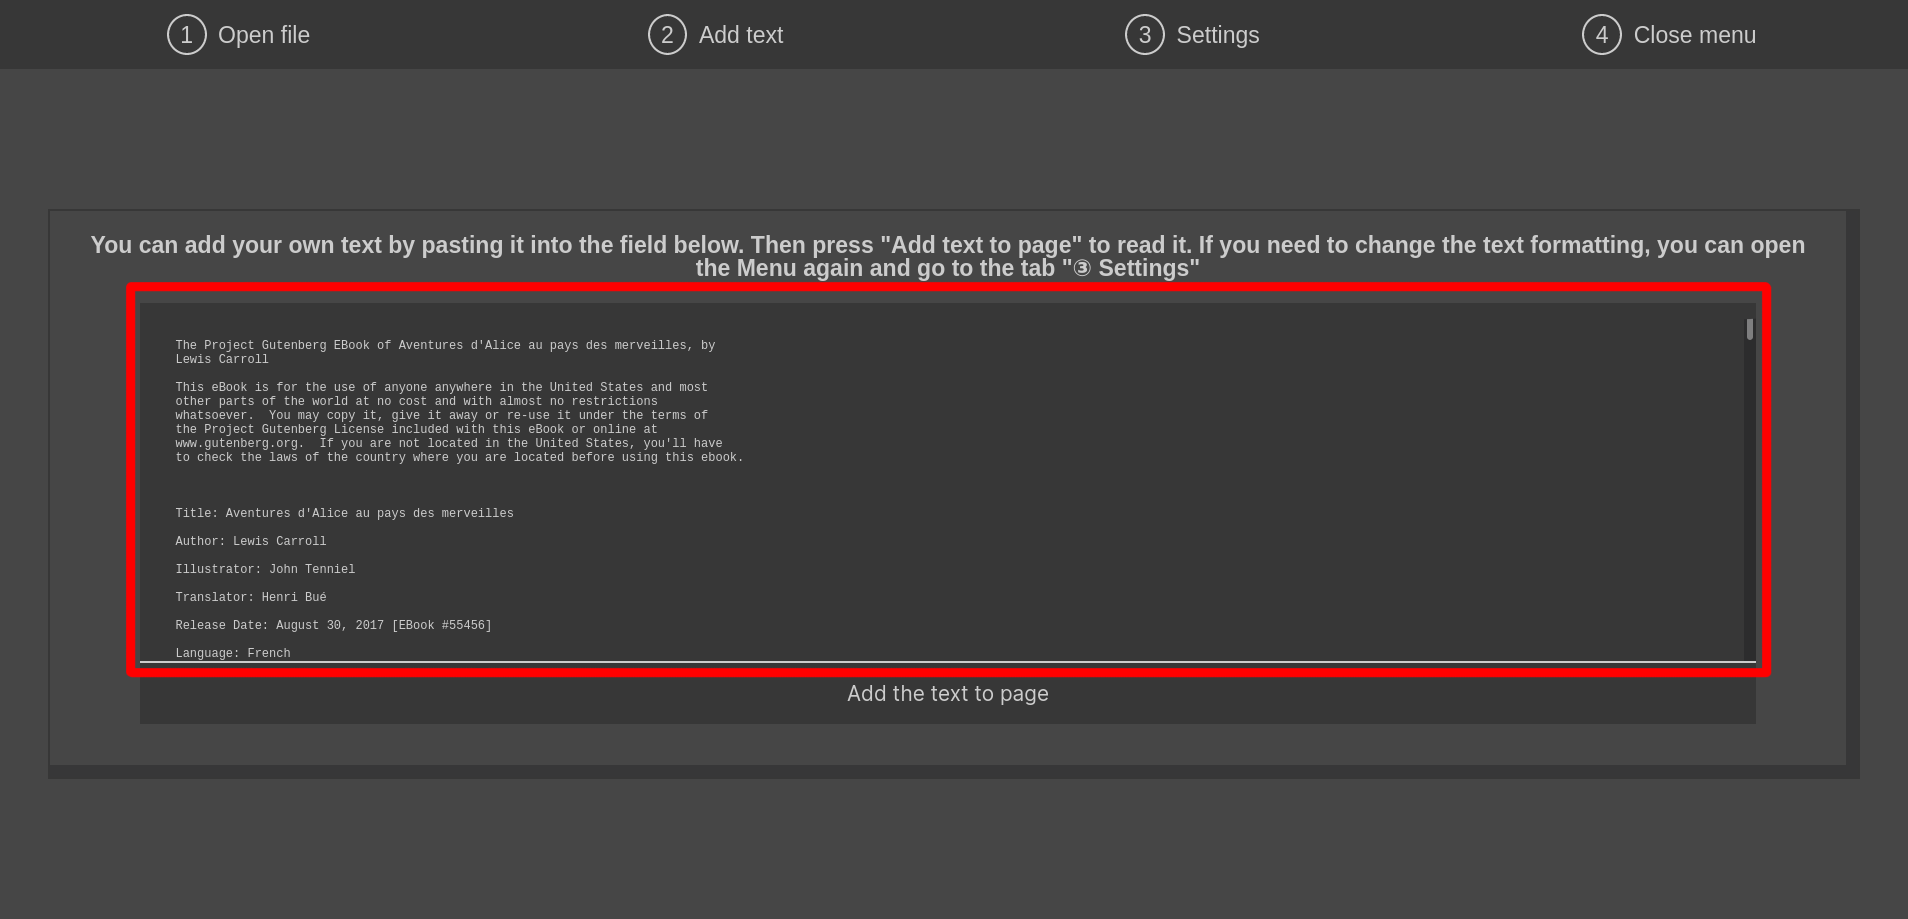 1 Open file
2 Add text
3 Settings
4 Close menu
You can add your own text by pasting it into the field below. Then press "Add text to page" to read it. If you need to change the text formatting, you can open
the Menu again and go to the tab "③ Settings"
The Project Gutenberg EBook of Aventures d'Alice au pays des merveilles, by
Lewis Carroll
This eBook is for the use of anyone anywhere in the United States and most
other parts of the world at no cost and with almost no restrictions
whatsoever.  You may copy it, give it away or re-use it under the terms of
the Project Gutenberg License included with this eBook or online at
www.gutenberg.org.  If you are not located in the United States, you'll have
to check the laws of the country where you are located before using this ebook.
Title: Aventures d'Alice au pays des merveilles
Author: Lewis Carroll
Illustrator: John Tenniel
Translator: Henri Bué
Release Date: August 30, 2017 [EBook #55456]
Language: French
Add the text to page